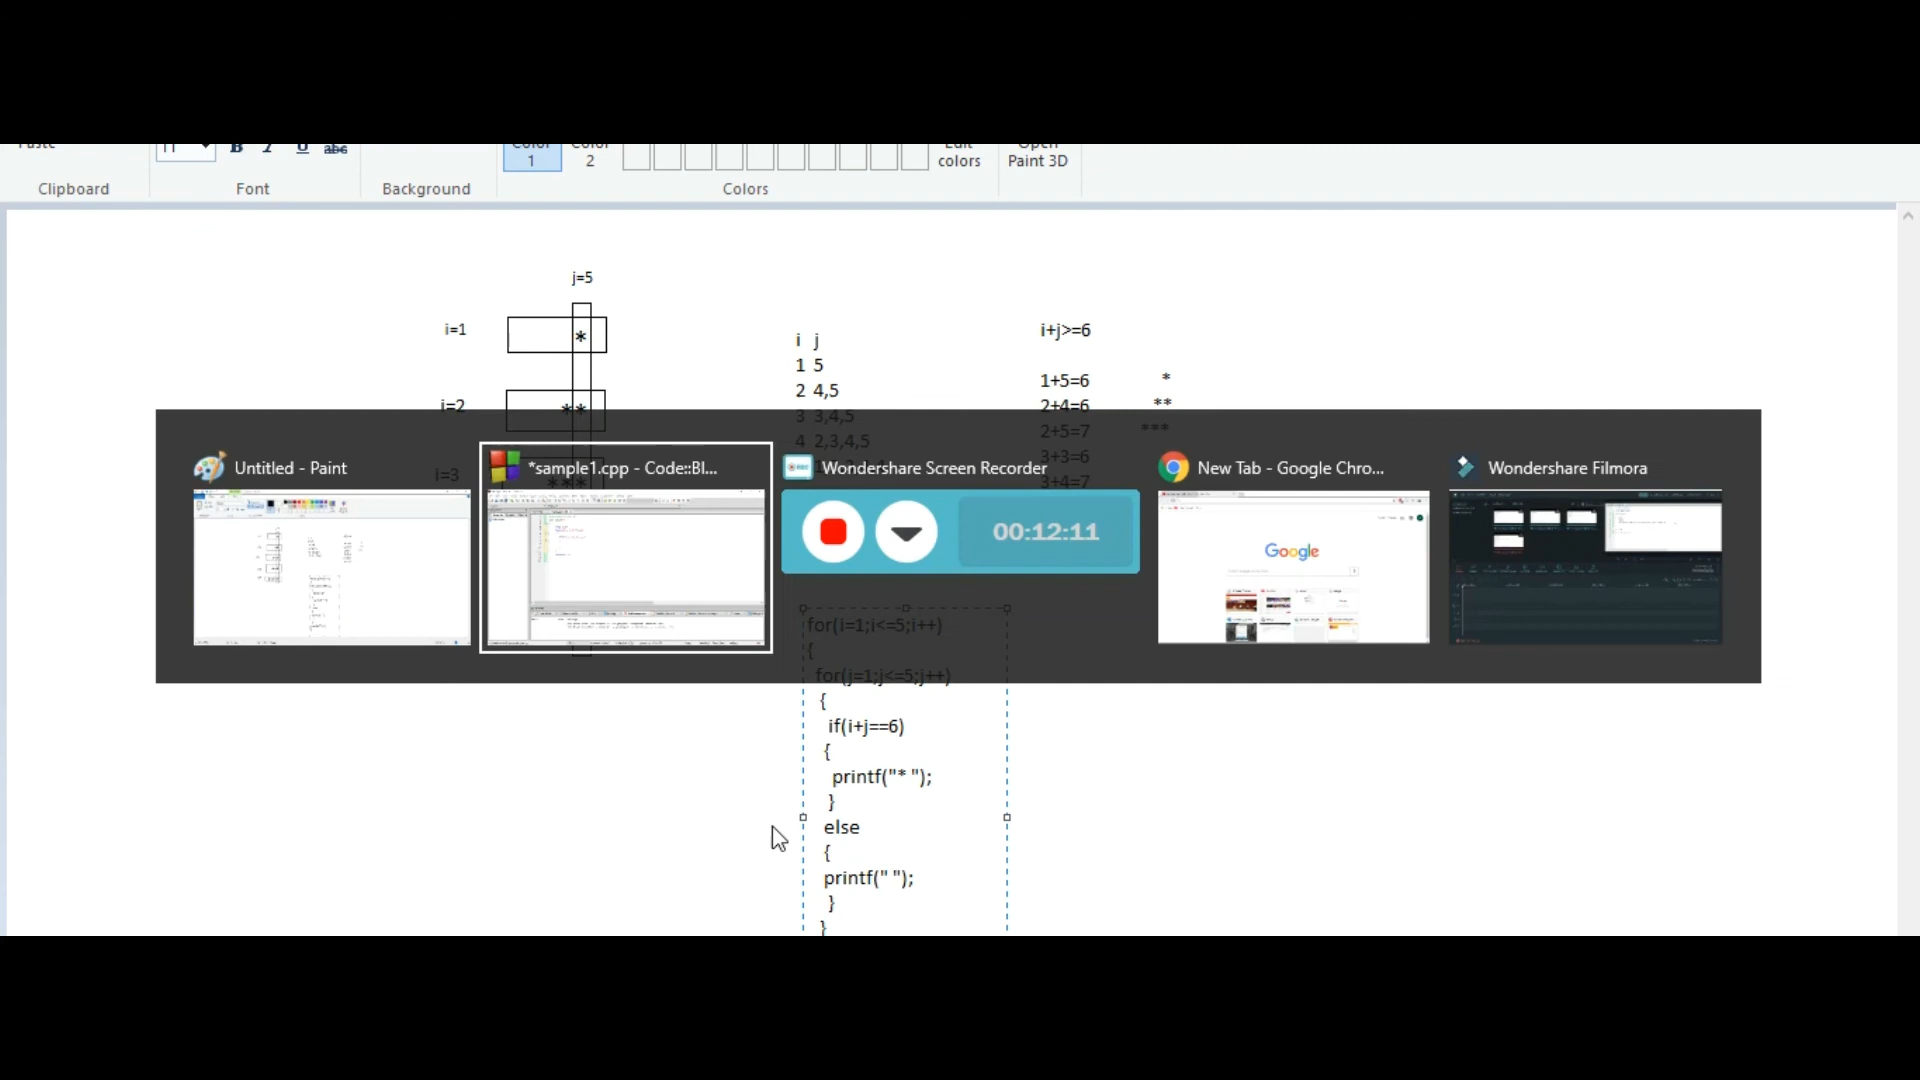 Paste
11 B I U abc
Color 1
Color 2
Edit colors
Open Paint 3D
Clipboard
Font
Background
Colors
j=5
i=1
*
i=2
**
i=3
***
i j
1 5
2 4,5
3 3,4,5
4 2,3,4,5
i+j>=6
1+5=6
2+4=6
2+5=7
3+3=6
3+4=7
*
**
***
Untitled - Paint
*sample1.cpp - Code::Bl...
Wondershare Screen Recorder
New Tab - Google Chro...
Wondershare Filmora
REC
00:12:11
Google
for(i=1;i<=5;i++)
{
for(j=1;j<=5;j++)
{
if(i+j==6)
{
printf("* ");
}
else
{
printf(" ");
}
}